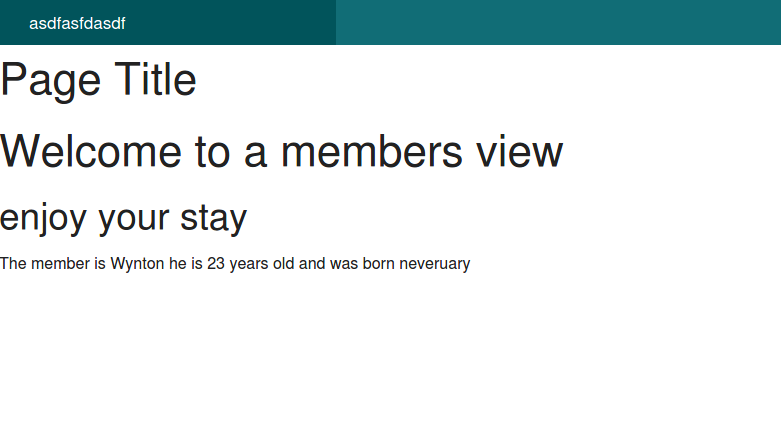 asdfasfdasdf
Page Title
Welcome to a members view
enjoy your stay
The member is Wynton he is 23 years old and was born neveruary